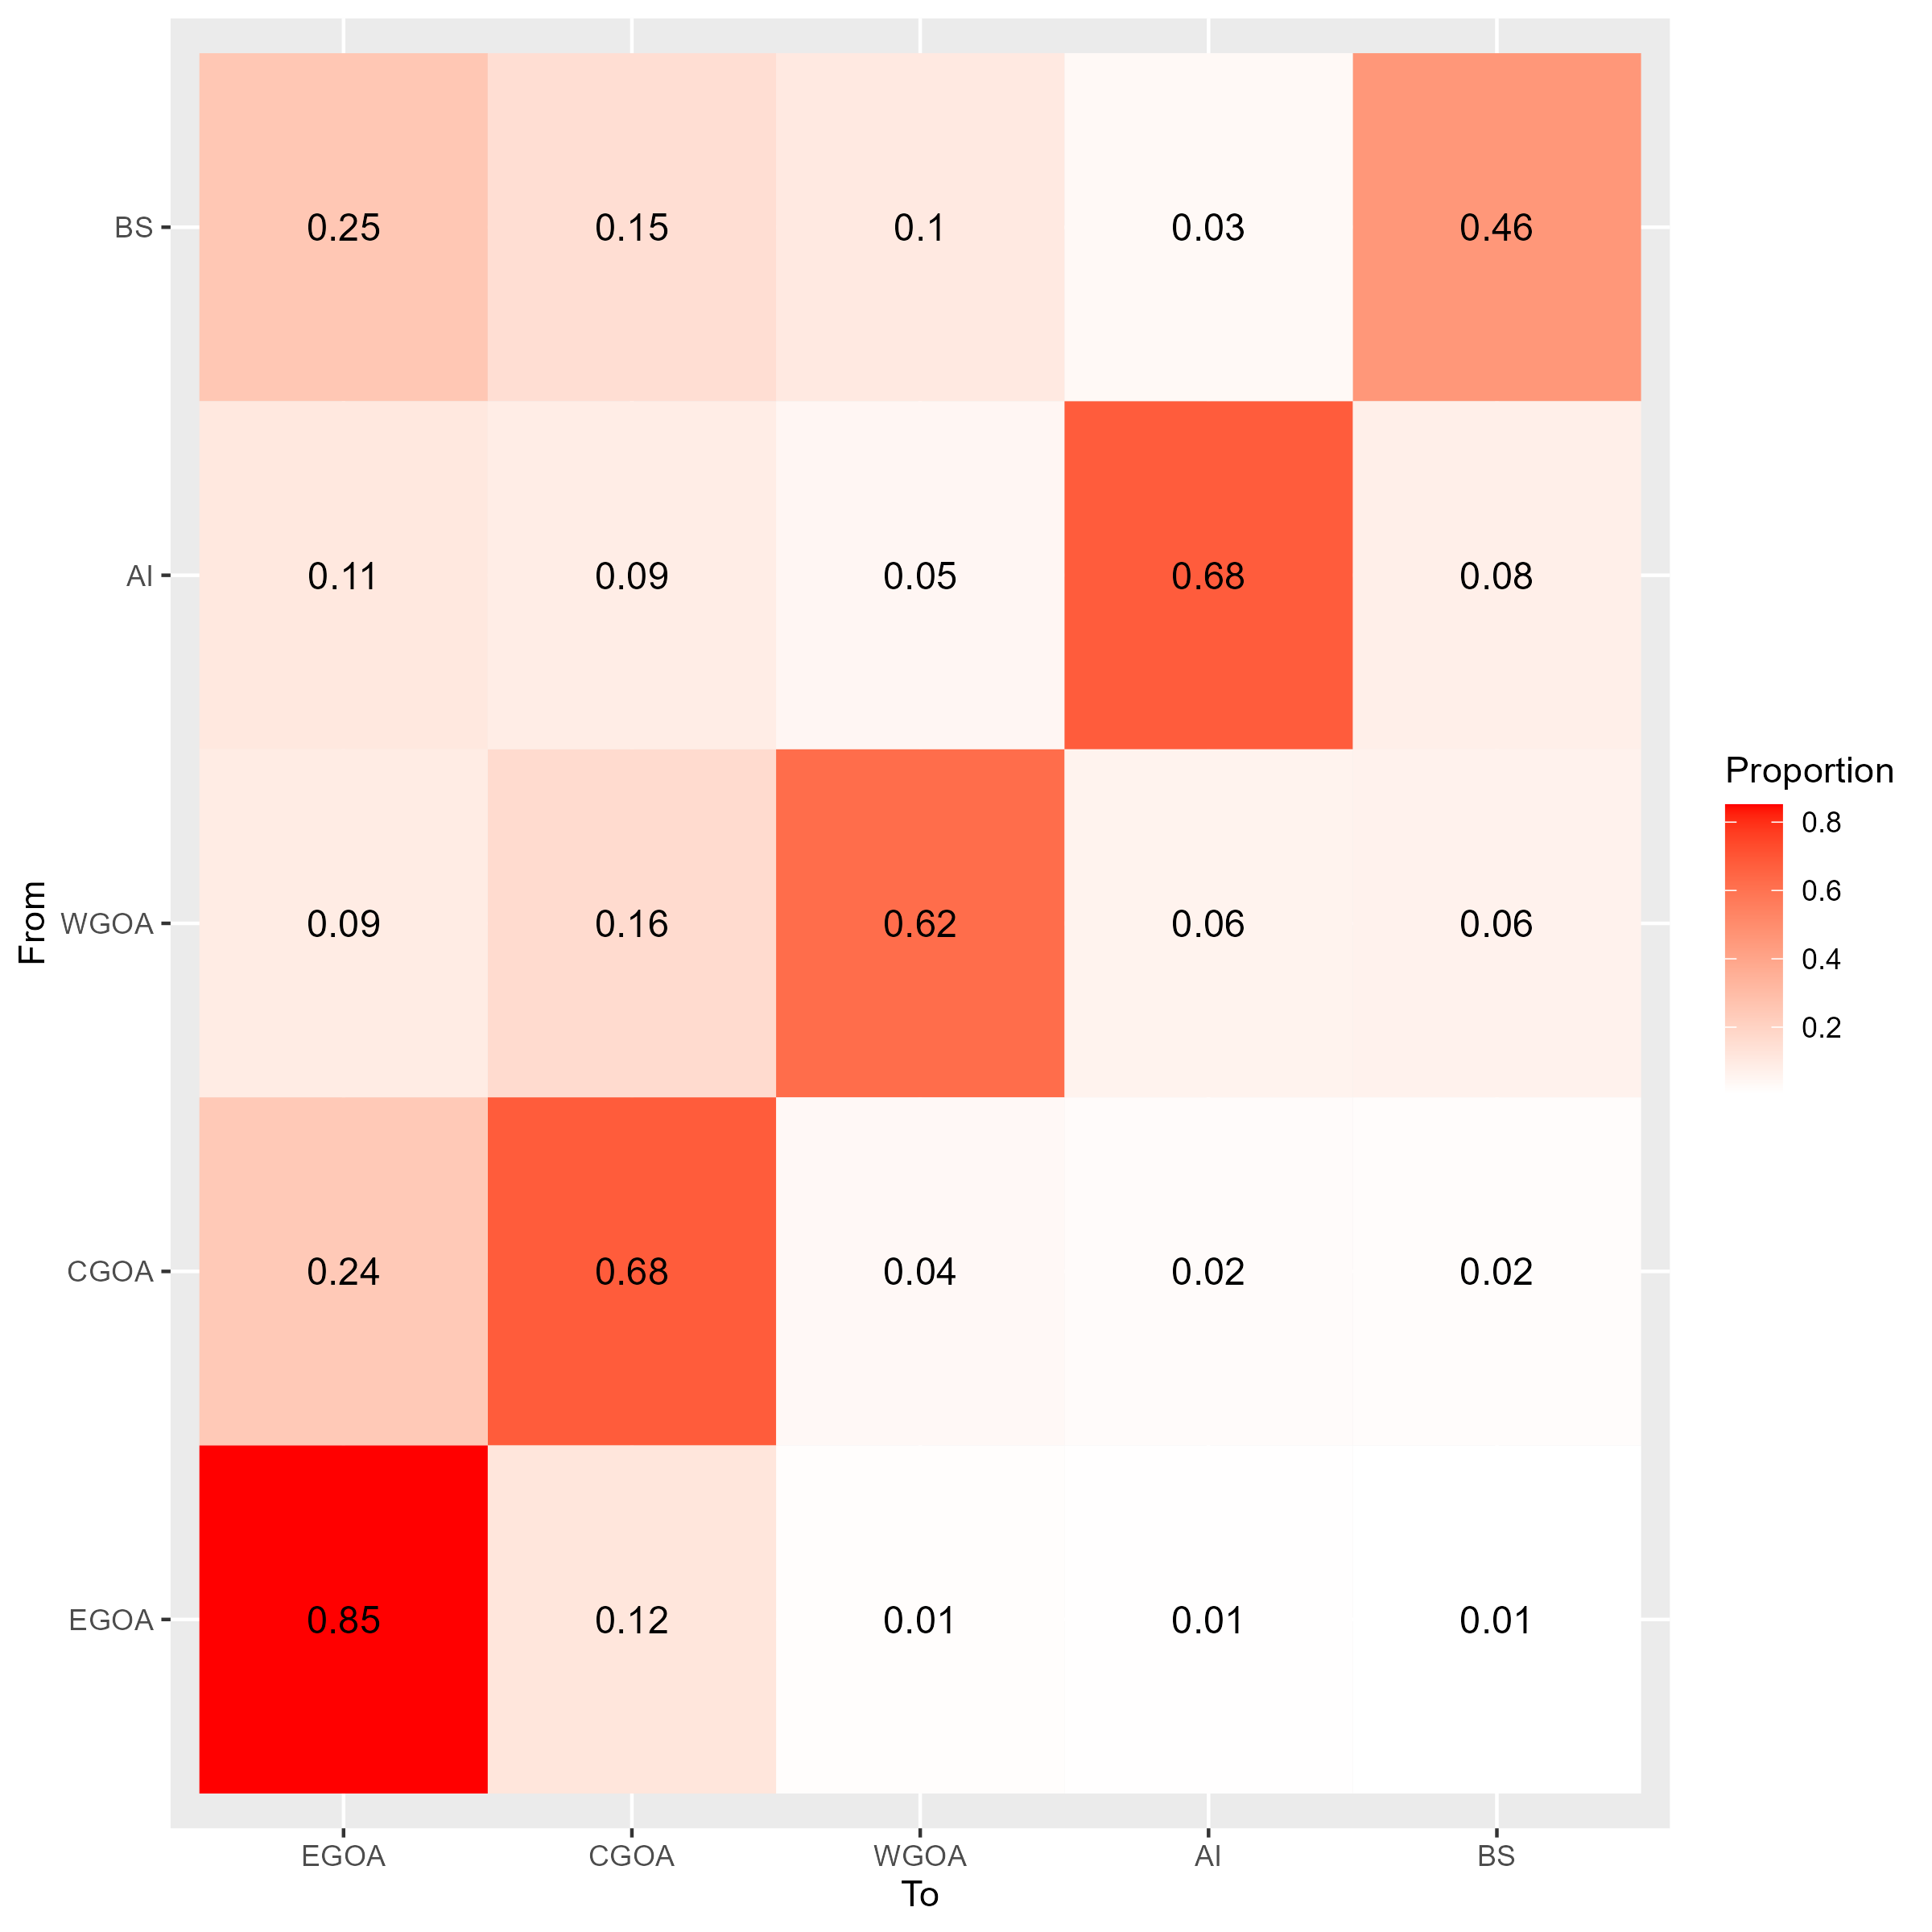 BS 0.25 0.15 0.1 0.03 0.46
AI 0.11 0.09 0.05 0.68 0.08
WGOA 0.09 0.16 0.62 0.06 0.06
CGOA 0.24 0.68 0.04 0.02 0.02
EGOA 0.85 0.12 0.01 0.01 0.01
EGOA CGOA WGOA AI BS
To
From
Proportion
0.8
0.6
0.4
0.2